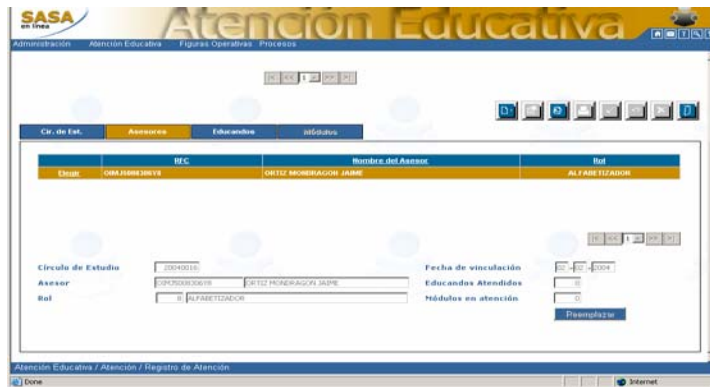 SASA
en línea
Atención Educativa
Administración Atención Educativa Figuras Operativas Procesos
1
Cír. de Est. Asesores Educandos Módulos
RFC Nombre del Asesor Rol
Elegir ORTIZ MONDRAGON JAIME ALFABETIZADOR
1
Círculo de Estudio 20040016 Fecha de vinculación 02 - 02 - 2004
Asesor ORTIZ MONDRAGON JAIME Educandos Atendidos 0
Rol 8 ALFABETIZADOR Módulos en atención 0
Reemplazar
Atención Educativa / Atención / Registro de Atención
Done Internet